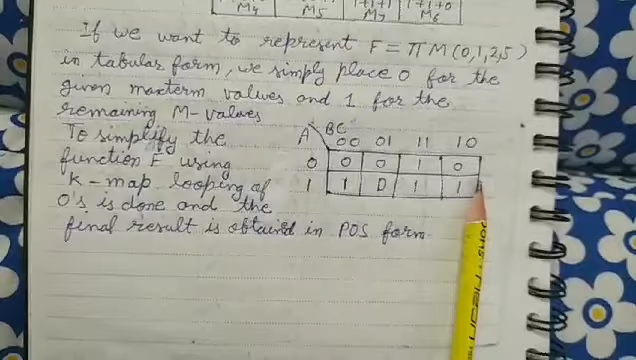 M4 M5 M7 M6
If we want to represent F = π M (0,1,2,5)
in tabular form, we simply place 0 for the
given maxterm values and 1 for the
remaining M-values
To simplify the
function F using
K-map looping of
0's is done and the
final result is obtained in POS form.
A BC 00 01 11 10
0 0 0 1 0
1 1 0 1 1